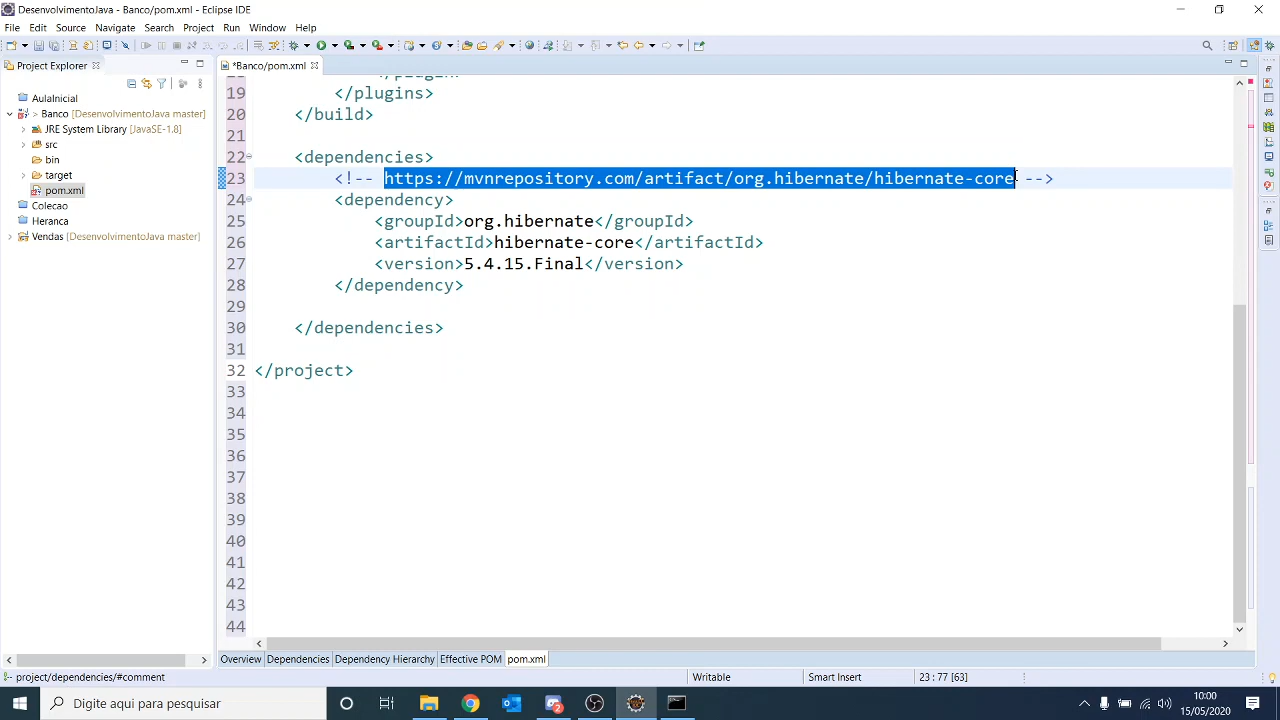 DesenvolvimentoJava - Banco/pom.xml - Eclipse IDE
File Edit Source Navigate Search Project Run Window Help
Project Explorer
*Banco/pom.xml
AulaInicial
> Banco [DesenvolvimentoJava master]
JRE System Library [JavaSE-1.8]
src
bin
target
pom.xml
Colecao
Heranca
Vendas [DesenvolvimentoJava master]
19 </plugins>
20 </build>
21
22 <dependencies>
23 <!-- https://mvnrepository.com/artifact/org.hibernate/hibernate-core -->
24 <dependency>
25 <groupId>org.hibernate</groupId>
26 <artifactId>hibernate-core</artifactId>
27 <version>5.4.15.Final</version>
28 </dependency>
29
30 </dependencies>
31
32 </project>
33
34
35
36
37
38
39
40
41
42
43
44
Overview Dependencies Dependency Hierarchy Effective POM pom.xml
project/dependencies/#comment
Writable
Smart Insert
23 : 77 [63]
Digite aqui para pesquisar
10:00
15/05/2020